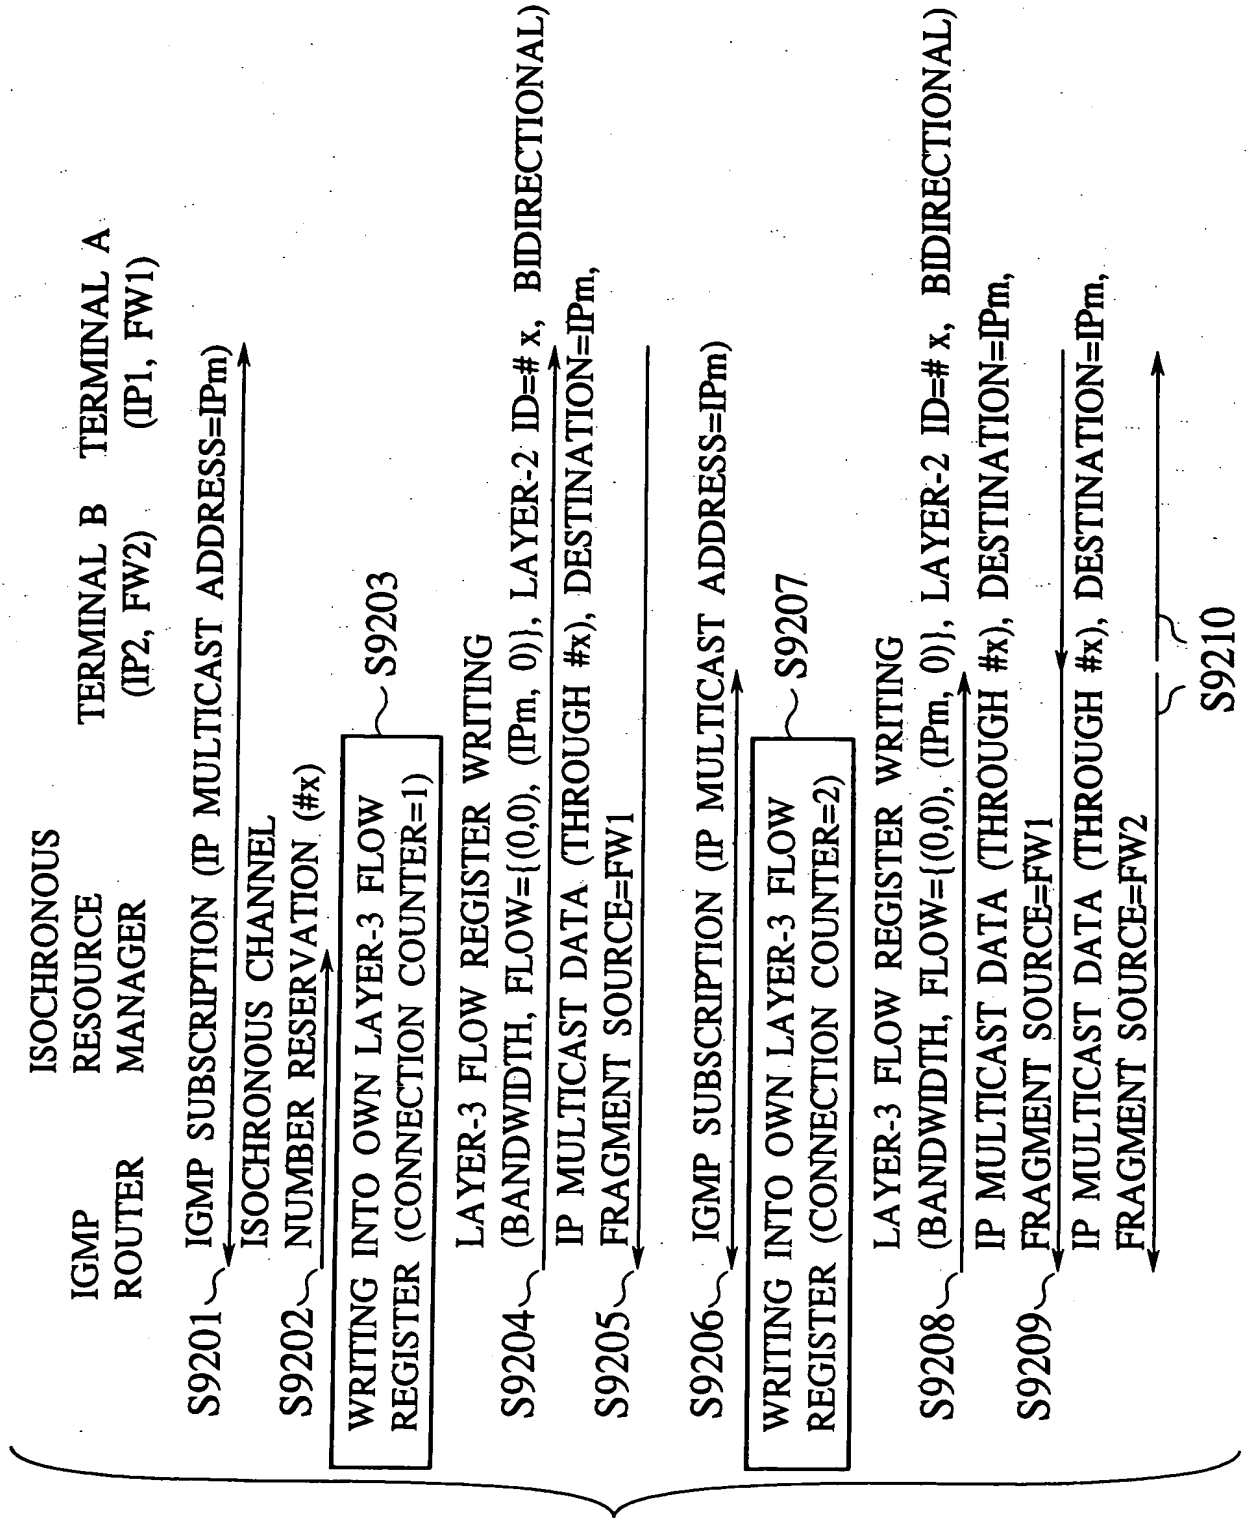 IGMP
ROUTER
ISOCHRONOUS
RESOURCE
MANAGER
TERMINAL B
(IP2, FW2)
TERMINAL A
(IP1, FW1)
S9201
IGMP SUBSCRIPTION (IP MULTICAST ADDRESS=IPm)
S9202
ISOCHRONOUS CHANNEL
NUMBER RESERVATION (#x)
WRITING INTO OWN LAYER-3 FLOW
REGISTER (CONNECTION COUNTER=1)
S9203
LAYER-3 FLOW REGISTER WRITING
S9204
(BANDWIDTH, FLOW={(0,0), (IPm, 0)}, LAYER-2 ID=# x, BIDIRECTIONAL)
IP MULTICAST DATA (THROUGH #x), DESTINATION=IPm,
S9205
FRAGMENT SOURCE=FW1
S9206
IGMP SUBSCRIPTION (IP MULTICAST ADDRESS=IPm)
WRITING INTO OWN LAYER-3 FLOW
REGISTER (CONNECTION COUNTER=2)
S9207
LAYER-3 FLOW REGISTER WRITING
S9208
(BANDWIDTH, FLOW={(0,0), (IPm, 0)}, LAYER-2 ID=# x, BIDIRECTIONAL)
IP MULTICAST DATA (THROUGH #x), DESTINATION=IPm,
S9209
FRAGMENT SOURCE=FW1
IP MULTICAST DATA (THROUGH #x), DESTINATION=IPm,
FRAGMENT SOURCE=FW2
S9210